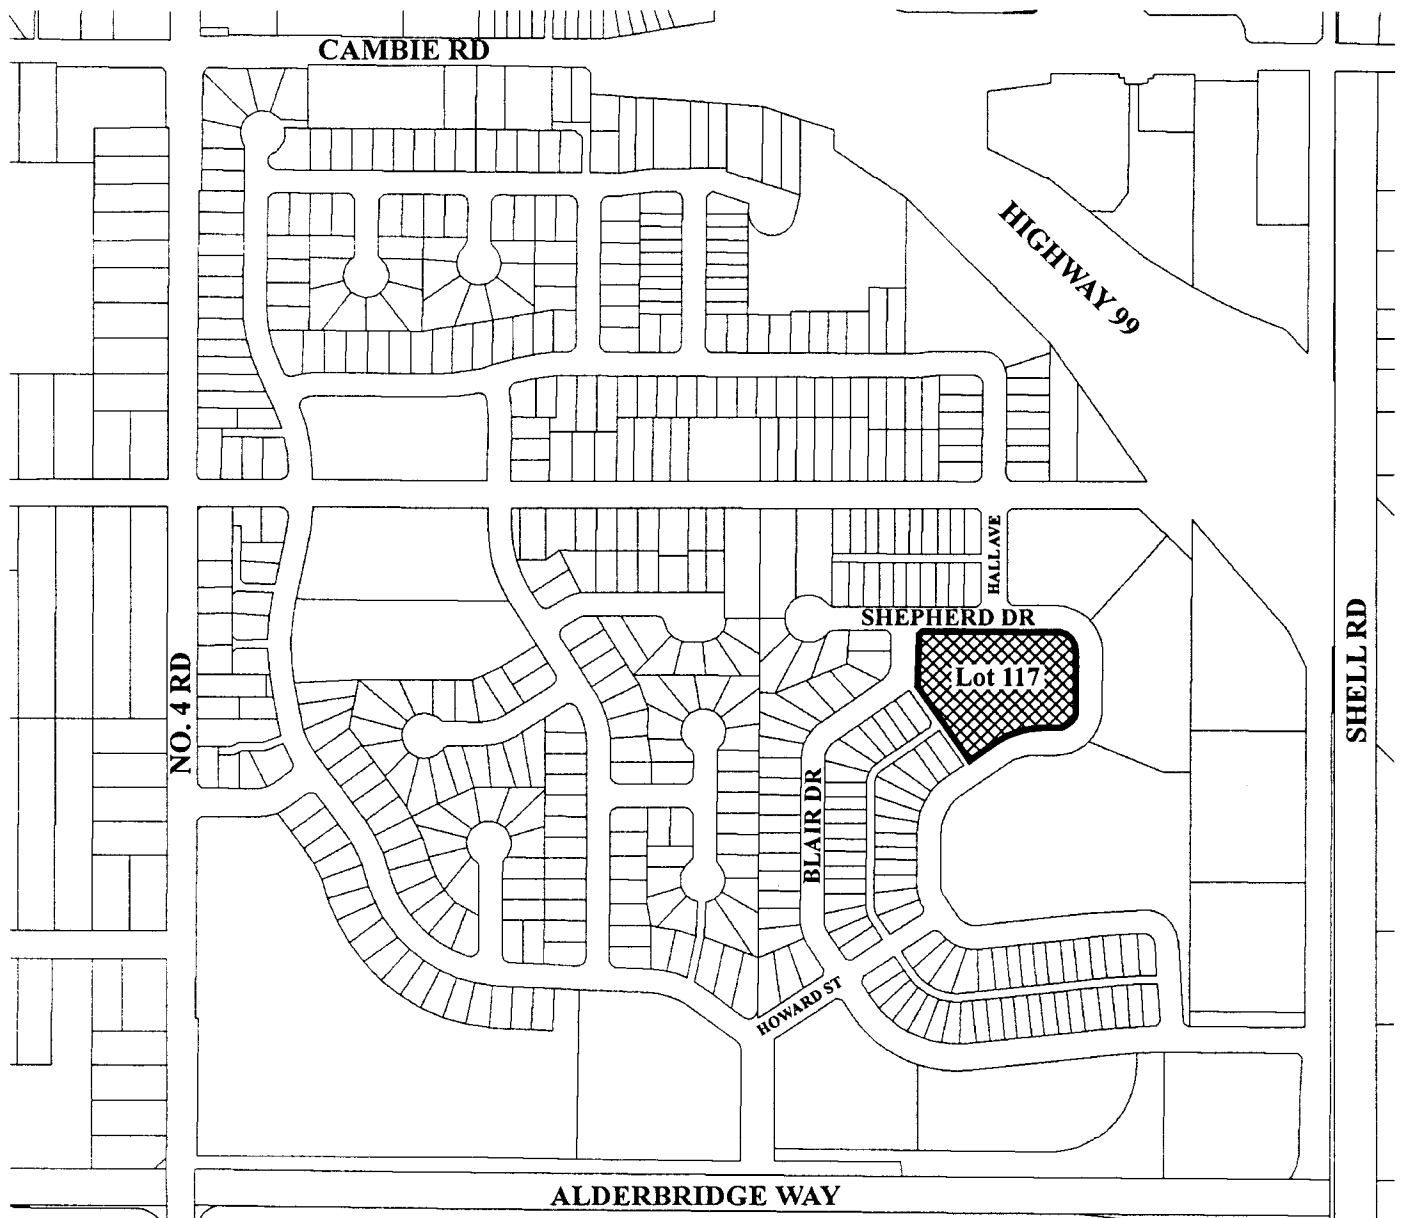 CAMBIE RD
HIGHWAY 99
HALL AVE
SHEPHERD DR
Lot 117
NO. 4 RD
SHELL RD
BLAIR DR
HOWARD ST
ALDERBRIDGE WAY